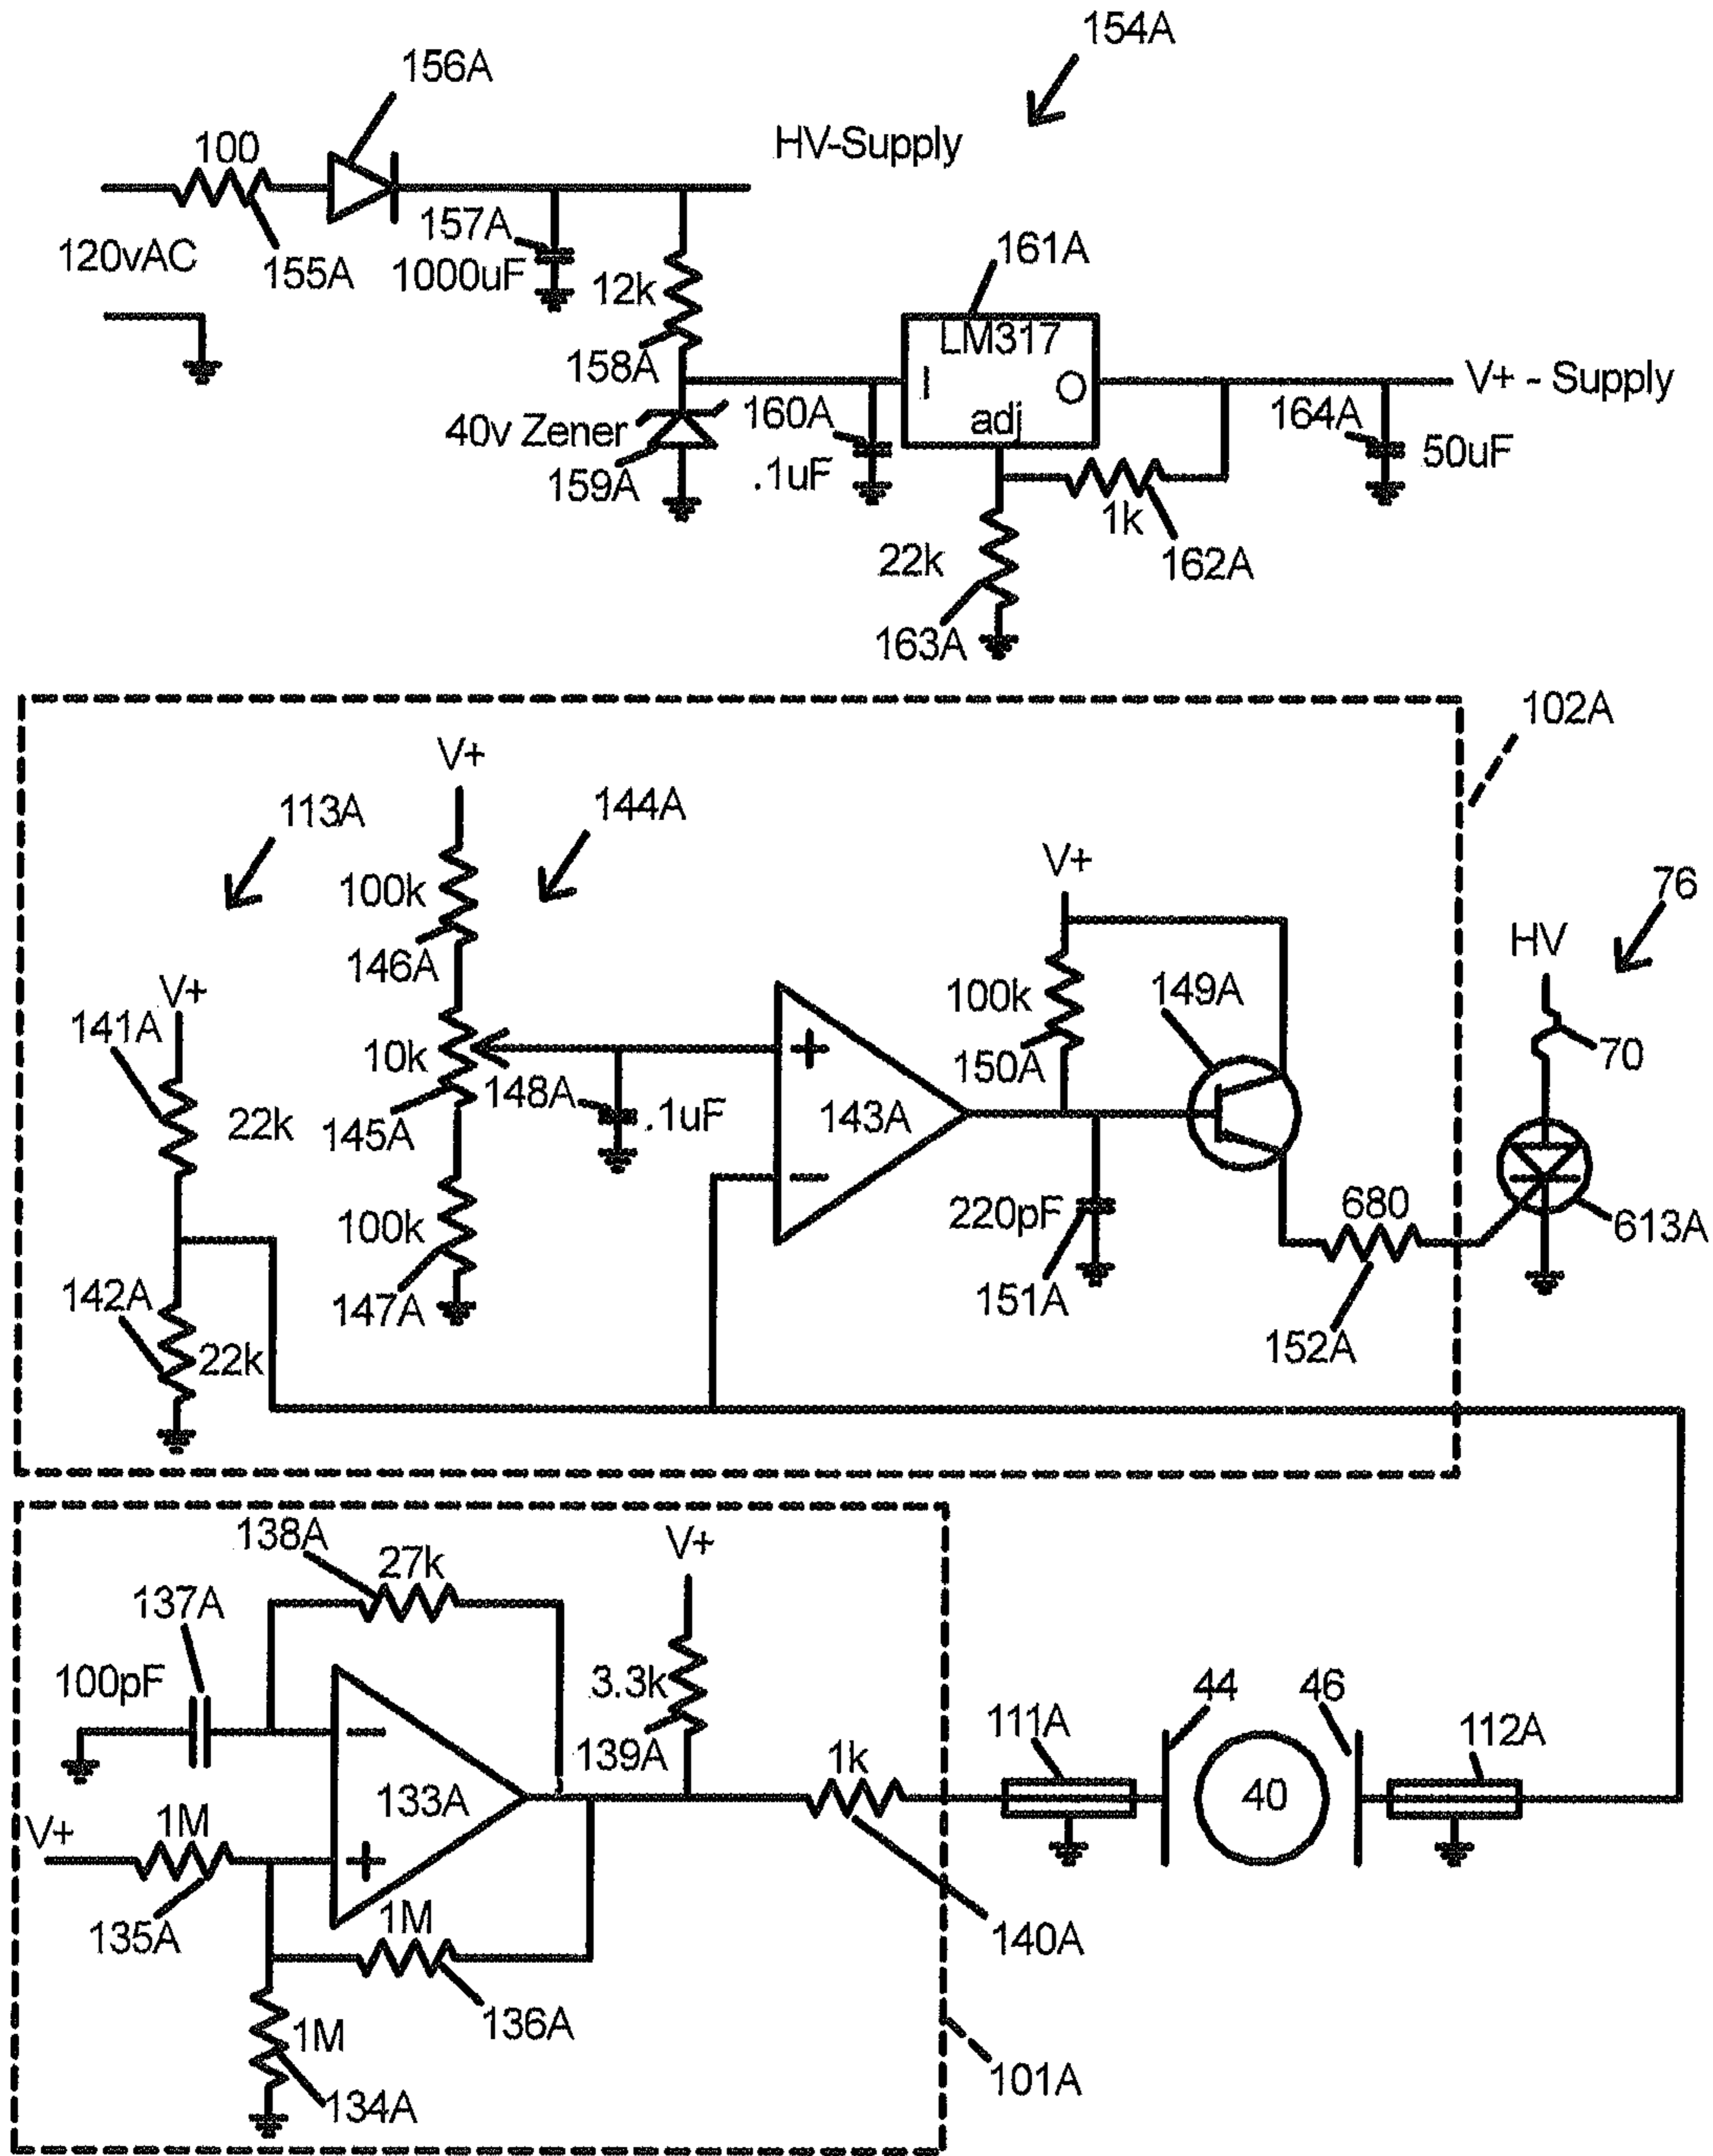 154A
156A
100
HV-Supply
120vAC
155A
157A
1000uF
12k
158A
161A
LM317
I
O
adj
V+ - Supply
40v Zener
159A
160A
.1uF
164A
50uF
1k
162A
22k
163A
102A
V+
113A
144A
100k
146A
V+
76
HV
V+
141A
22k
10k
145A
148A
.1uF
+
143A
−
100k
150A
149A
70
220pF
151A
680
152A
613A
142A
22k
100k
147A
138A
27k
V+
137A
100pF
−
133A
+
3.3k
139A
1k
111A
44
40
46
112A
V+
1M
135A
1M
136A
140A
1M
134A
101A